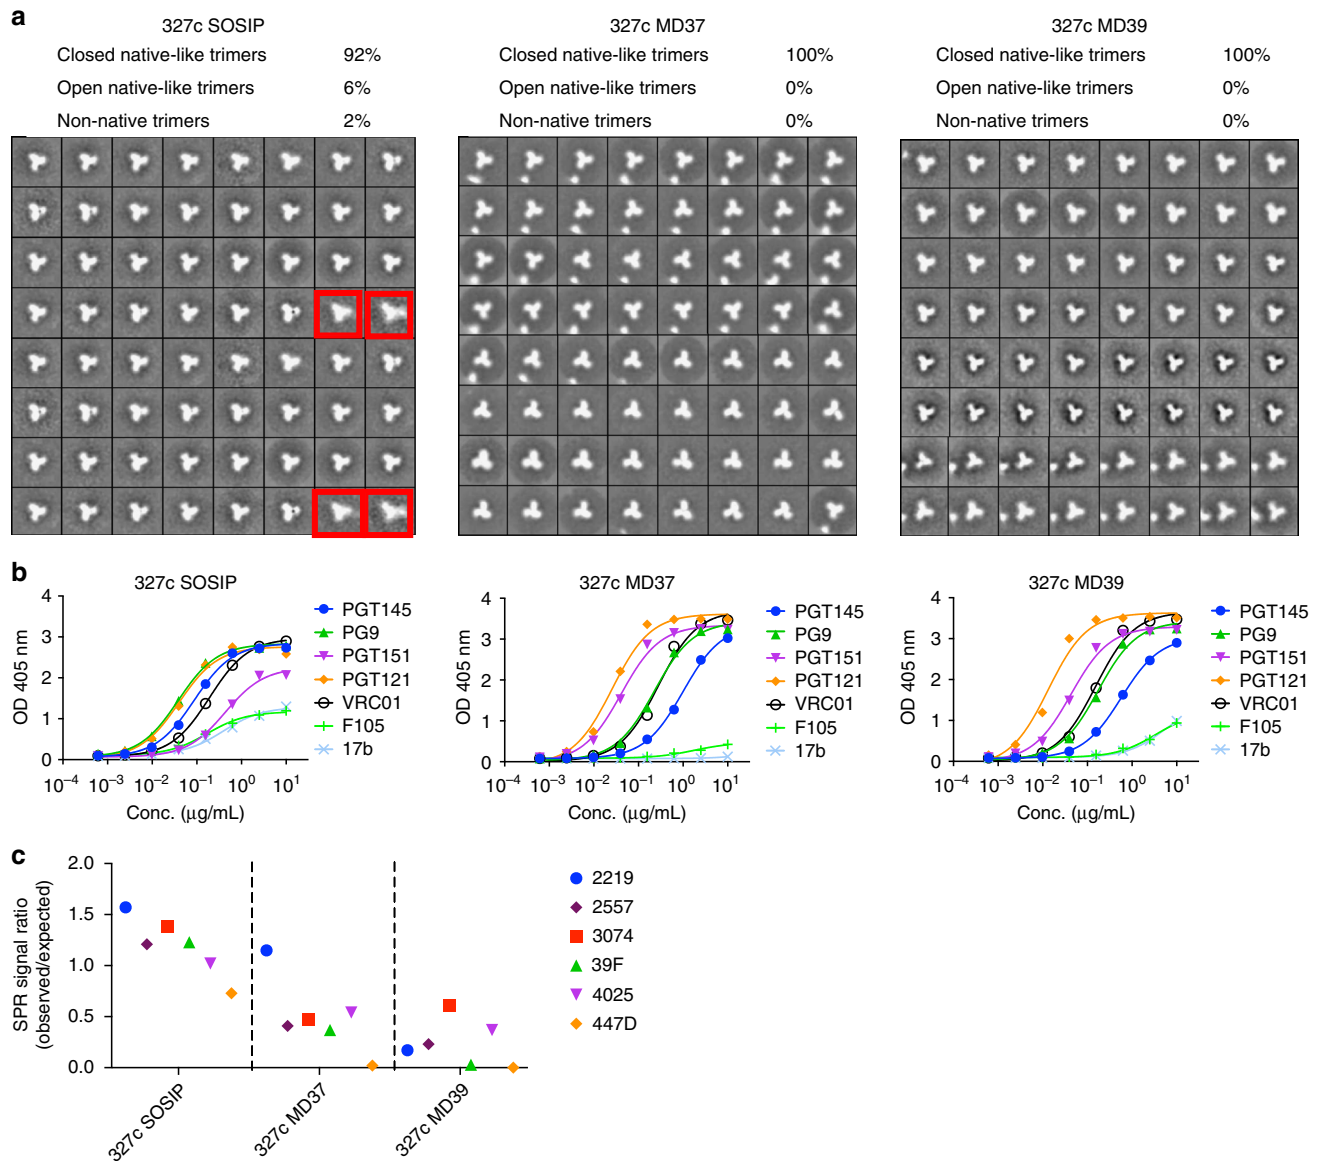 a
327c SOSIP
Closed native-like trimers 92%
Open native-like trimers 6%
Non-native trimers 2%
327c MD37
Closed native-like trimers 100%
Open native-like trimers 0%
Non-native trimers 0%
327c MD39
Closed native-like trimers 100%
Open native-like trimers 0%
Non-native trimers 0%
b
327c SOSIP
OD 405 nm
4
3
2
1
0
10⁻⁴ 10⁻³ 10⁻² 10⁻¹ 10⁰ 10¹
Conc. (μg/mL)
PGT145
PG9
PGT151
PGT121
VRC01
F105
17b
327c MD37
OD 405 nm
4
3
2
1
0
10⁻⁴ 10⁻³ 10⁻² 10⁻¹ 10⁰ 10¹
Conc. (μg/mL)
PGT145
PG9
PGT151
PGT121
VRC01
F105
17b
327c MD39
OD 405 nm
4
3
2
1
0
10⁻⁴ 10⁻³ 10⁻² 10⁻¹ 10⁰ 10¹
Conc. (μg/mL)
PGT145
PG9
PGT151
PGT121
VRC01
F105
17b
c
SPR signal ratio
(observed/expected)
2.0
1.5
1.0
0.5
0.0
327c SOSIP
327c MD37
327c MD39
2219
2557
3074
39F
4025
447D